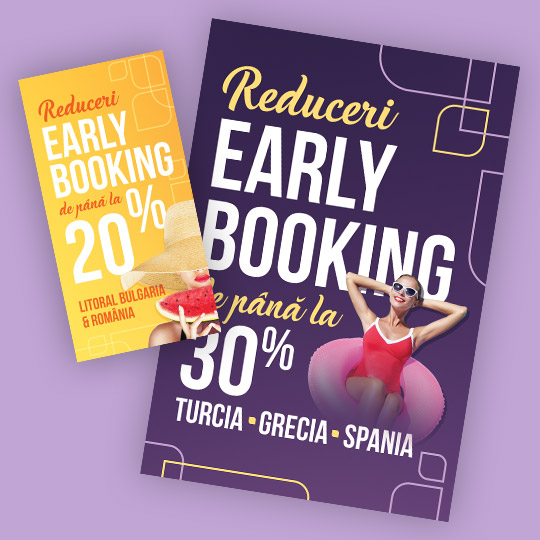 Reduceri
EARLY
BOOKING
de până la
20%
LITORAL BULGARIA
& ROMÂNIA
Reduceri
EARLY
BOOKING
de până la
30%
TURCIA • GRECIA • SPANIA